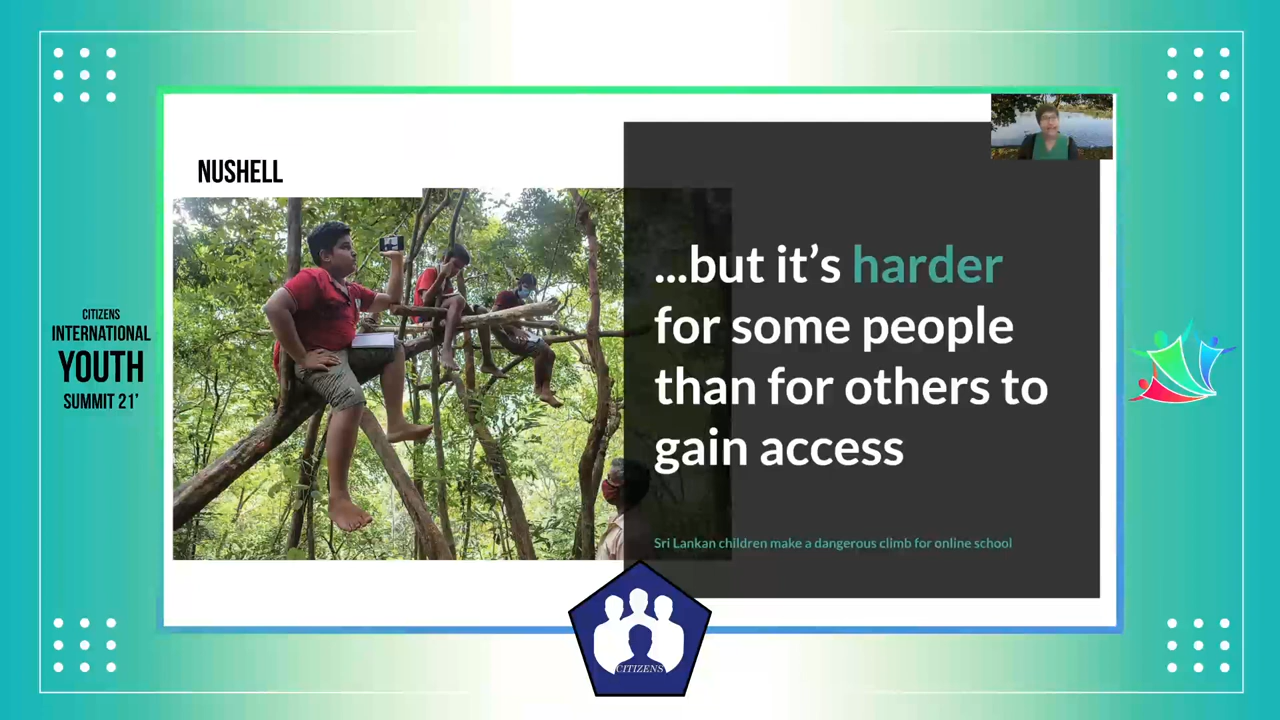 NUSHELL
...but it's harder
for some people
than for others to
gain access
Sri Lankan children make a dangerous climb for online school
CITIZENS
INTERNATIONAL
YOUTH
SUMMIT 21'
CITIZENS